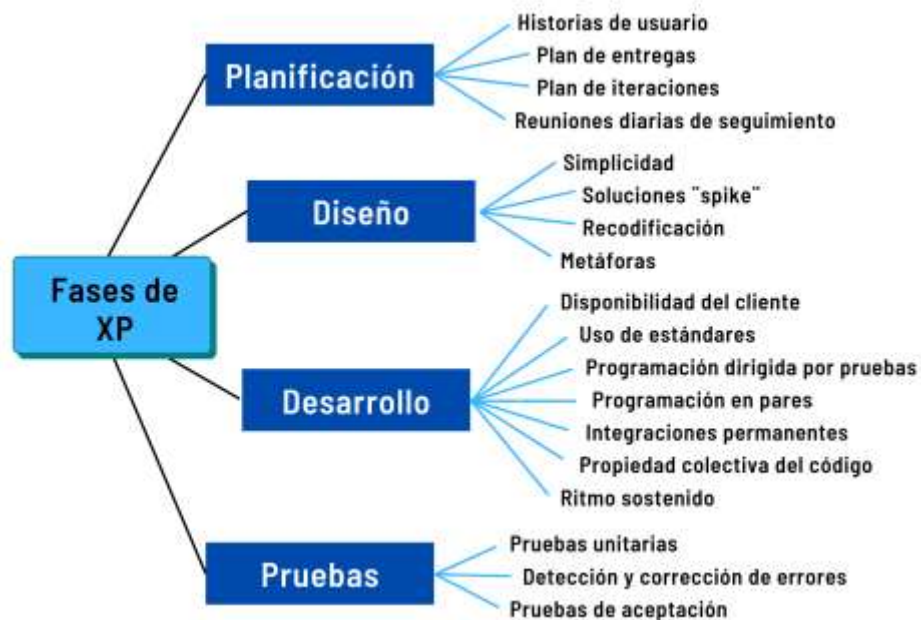 Fases de
XP
Planificación
Historias de usuario
Plan de entregas
Plan de iteraciones
Reuniones diarias de seguimiento
Diseño
Simplicidad
Soluciones ¨spike¨
Recodificación
Metáforas
Desarrollo
Disponibilidad del cliente
Uso de estándares
Programación dirigida por pruebas
Programación en pares
Integraciones permanentes
Propiedad colectiva del código
Ritmo sostenido
Pruebas
Pruebas unitarias
Detección y corrección de errores
Pruebas de aceptación